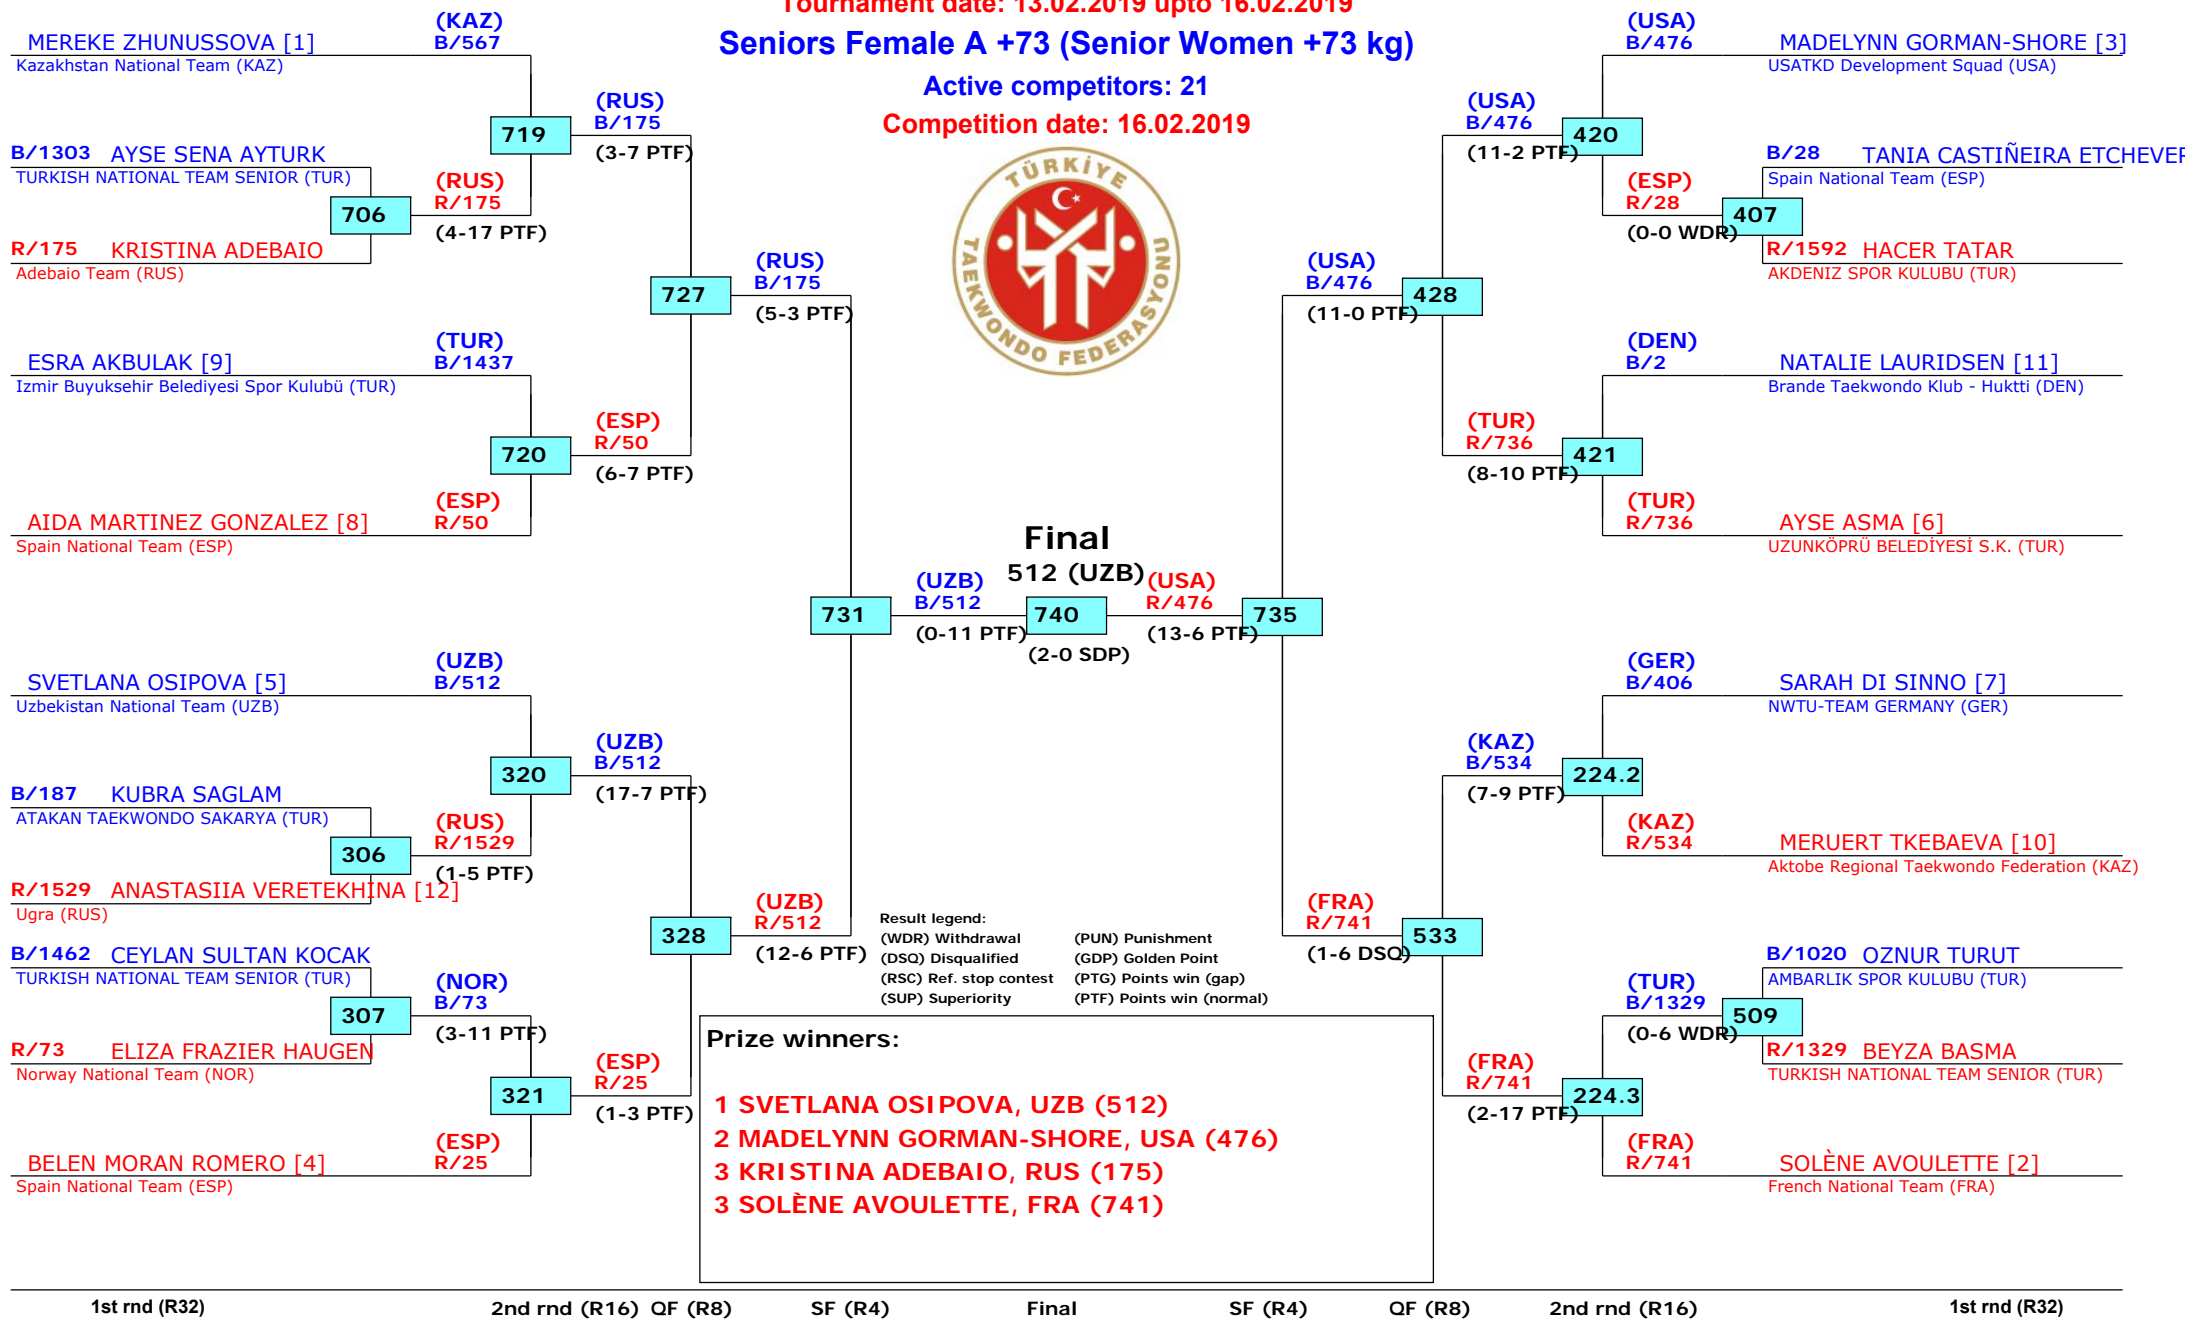 Tournament date: 13.02.2019 upto 16.02.2019
Seniors Female A +73 (Senior Women +73 kg)
Active competitors: 21
Competition date: 16.02.2019
TÜRKİYE TAEKWONDO FEDERASYONU
MEREKE ZHUNUSSOVA [1]
Kazakhstan National Team (KAZ)
(KAZ)
B/567
B/1303 AYSE SENA AYTURK
TURKISH NATIONAL TEAM SENIOR (TUR)
706
R/175 KRISTINA ADEBAIO
Adebaio Team (RUS)
(RUS)
R/175
(4-17 PTF)
719
(RUS)
B/175
(3-7 PTF)
ESRA AKBULAK [9]
Izmir Buyuksehir Belediyesi Spor Kulubü (TUR)
(TUR)
B/1437
720
AIDA MARTINEZ GONZALEZ [8]
Spain National Team (ESP)
(ESP)
R/50
(ESP)
R/50
(6-7 PTF)
727
(RUS)
B/175
(5-3 PTF)
SVETLANA OSIPOVA [5]
Uzbekistan National Team (UZB)
(UZB)
B/512
B/187 KUBRA SAGLAM
ATAKAN TAEKWONDO SAKARYA (TUR)
306
R/1529 ANASTASIIA VERETEKHINA [12]
Ugra (RUS)
(RUS)
R/1529
(1-5 PTF)
320
(UZB)
B/512
(17-7 PTF)
B/1462 CEYLAN SULTAN KOCAK
TURKISH NATIONAL TEAM SENIOR (TUR)
307
R/73 ELIZA FRAZIER HAUGEN
Norway National Team (NOR)
(NOR)
B/73
(3-11 PTF)
321
BELEN MORAN ROMERO [4]
Spain National Team (ESP)
(ESP)
R/25
(ESP)
R/25
(1-3 PTF)
328
(UZB)
R/512
(12-6 PTF)
731
(UZB)
B/512
(0-11 PTF)
Final
512 (UZB)
740
(2-0 SDP)
(USA)
R/476
(13-6 PTF)
735
(USA)
B/476
(11-0 PTF)
428
(USA)
B/476
(11-2 PTF)
420
(USA)
B/476
MADELYNN GORMAN-SHORE [3]
USATKD Development Squad (USA)
(ESP)
R/28
(0-0 WDR)
407
B/28 TANIA CASTIÑEIRA ETCHEVER
Spain National Team (ESP)
R/1592 HACER TATAR
AKDENIZ SPOR KULUBU (TUR)
(TUR)
R/736
(8-10 PTF)
421
(DEN)
B/2
NATALIE LAURIDSEN [11]
Brande Taekwondo Klub - Huktti (DEN)
(TUR)
R/736
AYSE ASMA [6]
UZUNKÖPRÜ BELEDİYESİ S.K. (TUR)
(FRA)
R/741
(1-6 DSQ)
533
(KAZ)
B/534
(7-9 PTF)
224.2
(GER)
B/406
SARAH DI SINNO [7]
NWTU-TEAM GERMANY (GER)
(KAZ)
R/534
MERUERT TKEBAEVA [10]
Aktobe Regional Taekwondo Federation (KAZ)
(FRA)
R/741
(2-17 PTF)
224.3
(TUR)
B/1329
(0-6 WDR)
509
B/1020 OZNUR TURUT
AMBARLIK SPOR KULUBU (TUR)
R/1329 BEYZA BASMA
TURKISH NATIONAL TEAM SENIOR (TUR)
(FRA)
R/741
SOLÈNE AVOULETTE [2]
French National Team (FRA)
Result legend:
(WDR) Withdrawal (PUN) Punishment
(DSQ) Disqualified (GDP) Golden Point
(RSC) Ref. stop contest (PTG) Points win (gap)
(SUP) Superiority (PTF) Points win (normal)
Prize winners:
1 SVETLANA OSIPOVA, UZB (512)
2 MADELYNN GORMAN-SHORE, USA (476)
3 KRISTINA ADEBAIO, RUS (175)
3 SOLÈNE AVOULETTE, FRA (741)
1st rnd (R32) 2nd rnd (R16) QF (R8) SF (R4) Final SF (R4) QF (R8) 2nd rnd (R16) 1st rnd (R32)